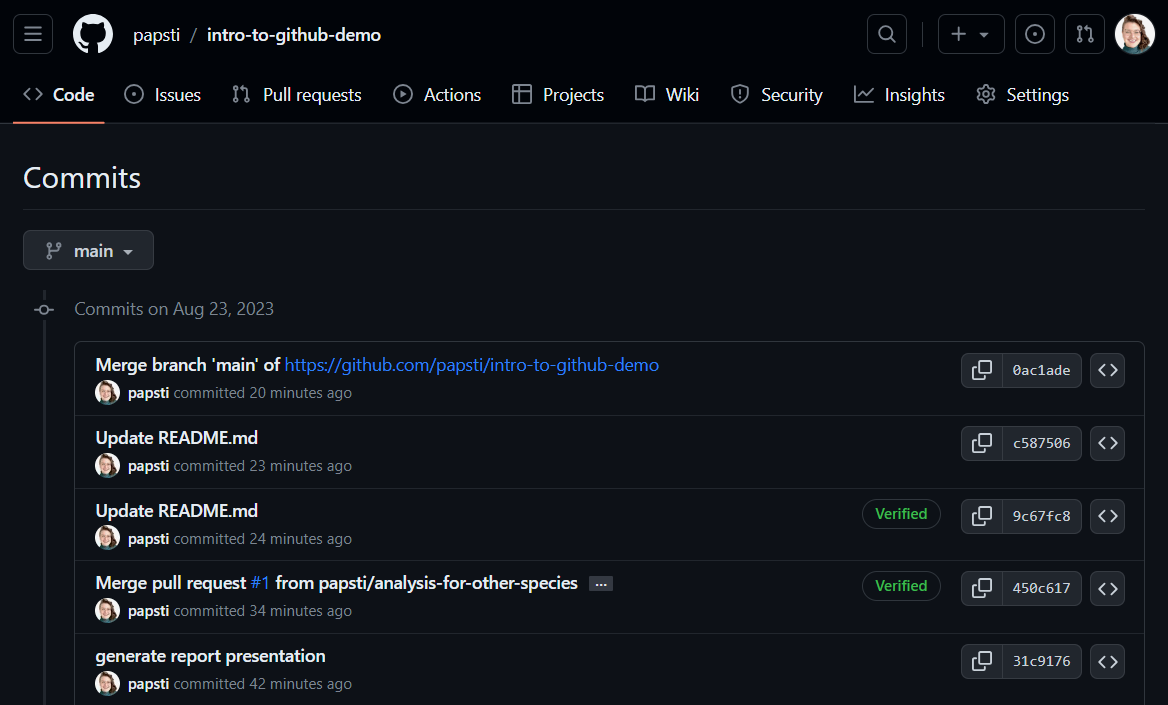 papsti / intro-to-github-demo
Code Issues Pull requests Actions Projects Wiki Security Insights Settings
Commits
main
Commits on Aug 23, 2023
Merge branch 'main' of https://github.com/papsti/intro-to-github-demo
0ac1ade
papsti committed 20 minutes ago
Update README.md
c587506
papsti committed 23 minutes ago
Update README.md
Verified 9c67fc8
papsti committed 24 minutes ago
Merge pull request #1 from papsti/analysis-for-other-species ...
Verified 450c617
papsti committed 34 minutes ago
generate report presentation
31c9176
papsti committed 42 minutes ago